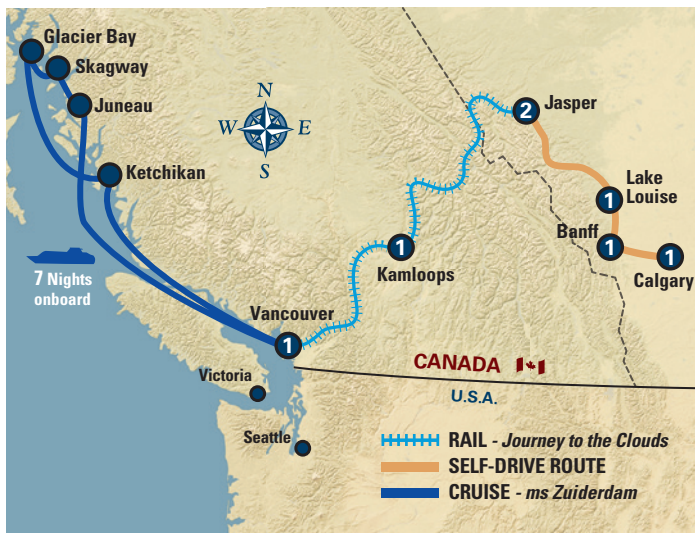 Glacier Bay
Skagway
Juneau
Ketchikan
N
W
E
S
2
Jasper
1
Lake
Louise
Banff
1
1
Calgary
1
Kamloops
7 Nights
onboard
Vancouver
1
Victoria
Seattle
CANADA
U.S.A.
RAIL - Journey to the Clouds
SELF-DRIVE ROUTE
CRUISE - ms Zuiderdam